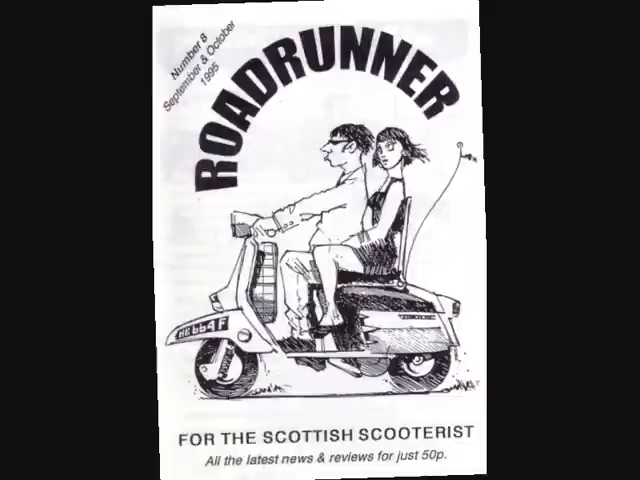 Number 8
September & October
1995
ROADRUNNER
HE 664 F
FOR THE SCOTTISH SCOOTERIST
All the latest news & reviews for just 50p.